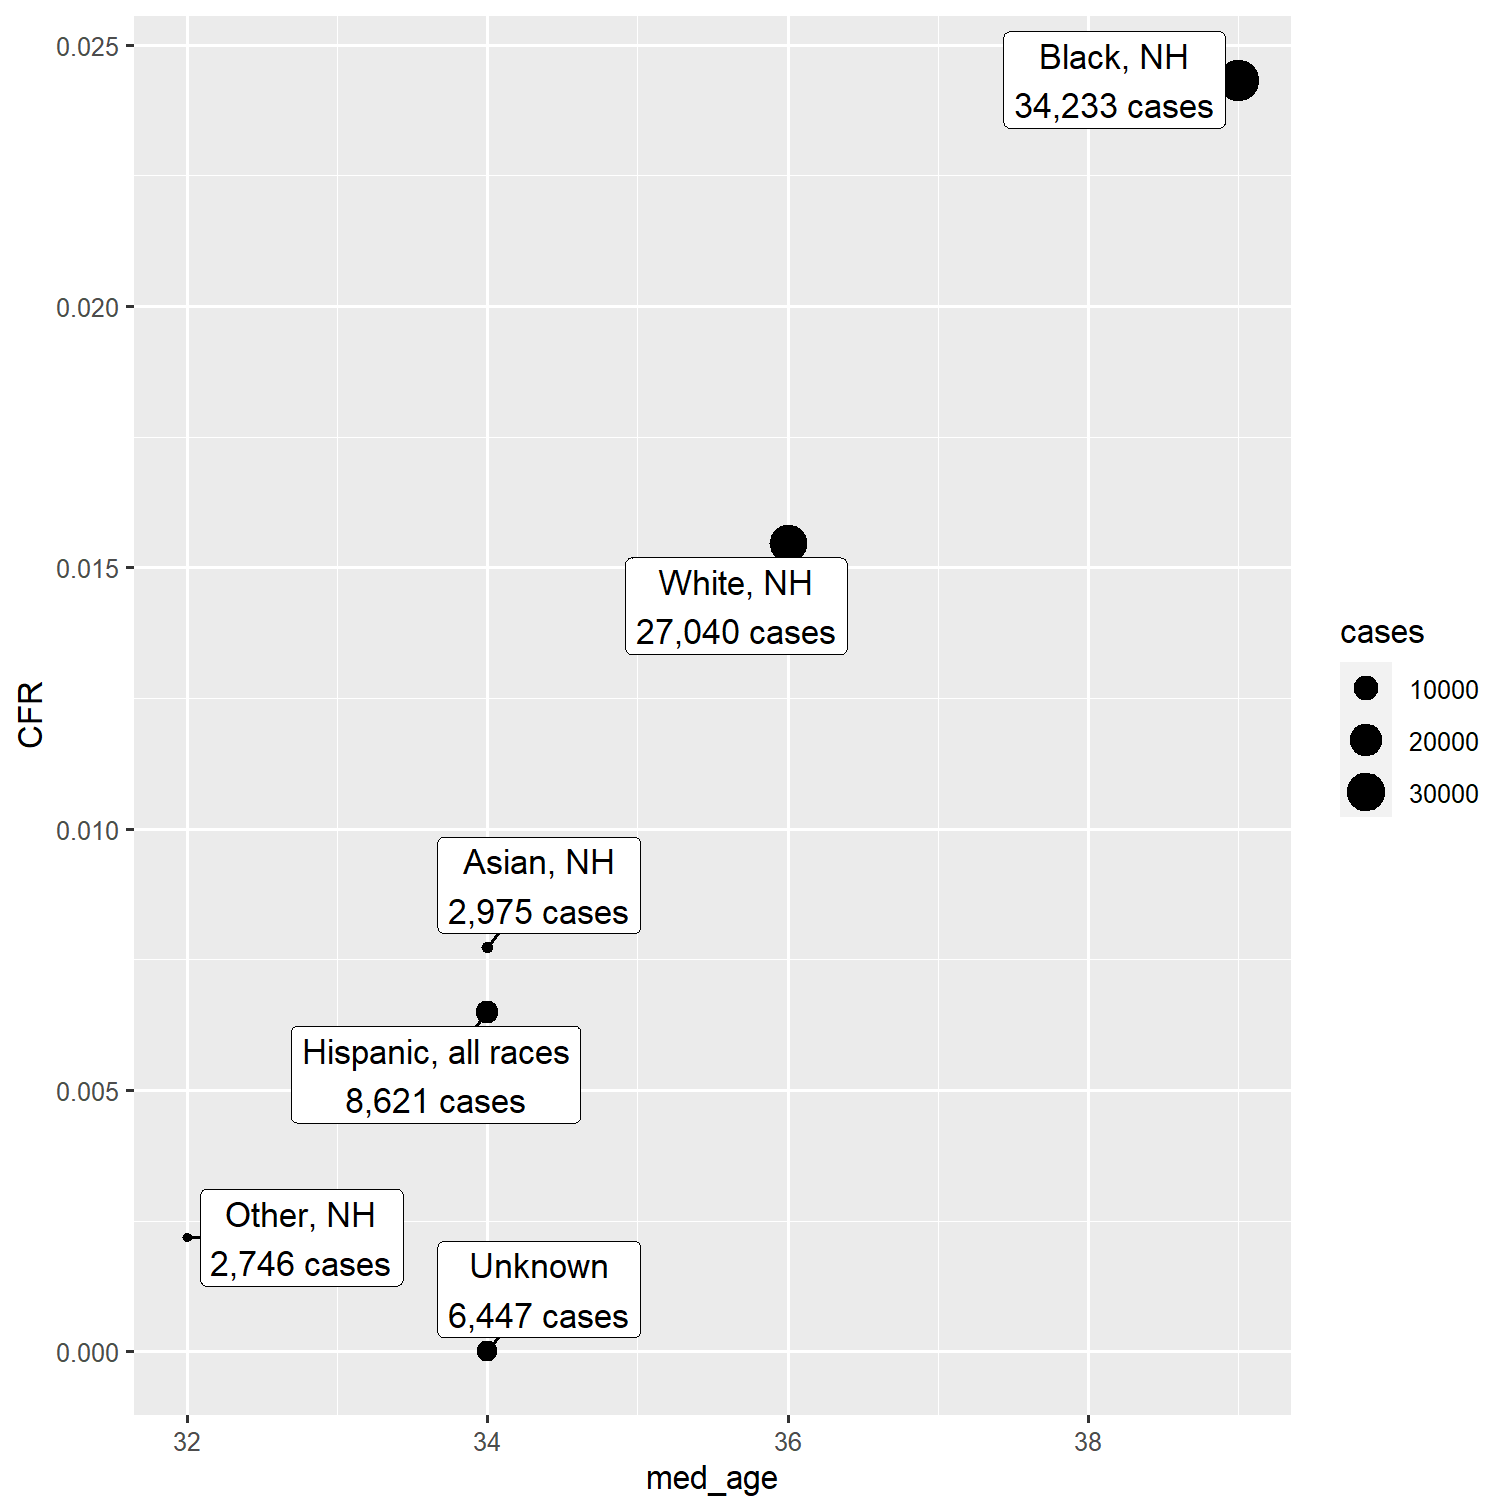 0.025
Black, NH
34,233 cases
0.020
0.015
White, NH
27,040 cases
cases
10000
20000
30000
CFR
0.010
Asian, NH
2,975 cases
Hispanic, all races
8,621 cases
0.005
Other, NH
2,746 cases
Unknown
6,447 cases
0.000
32
34
36
38
med_age